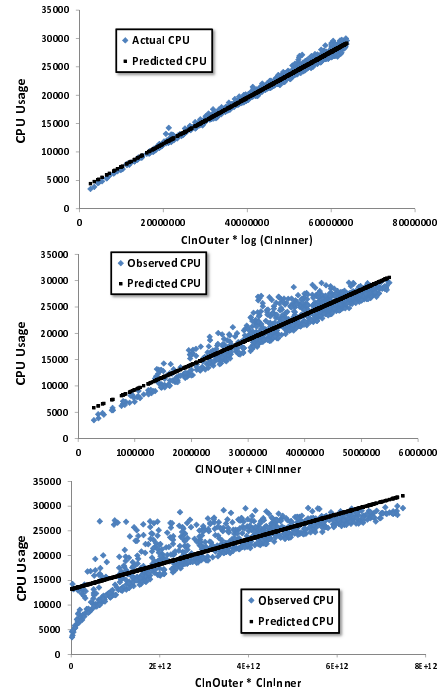 35000
30000
25000
20000
15000
10000
5000
0
CPU Usage
Actual CPU
Predicted CPU
0 20000000 40000000 60000000 80000000
CInOuter * log (CInInner)
35000
30000
25000
20000
15000
10000
5000
0
CPU Usage
Observed CPU
Predicted CPU
0 1000000 2000000 3000000 4000000 5000000 6000000
CINOuter + CINInner
35000
30000
25000
20000
15000
10000
5000
0
CPU Usage
Observed CPU
Predicted CPU
0 2E+12 4E+12 6E+12 8E+12
CInOuter * CInInner